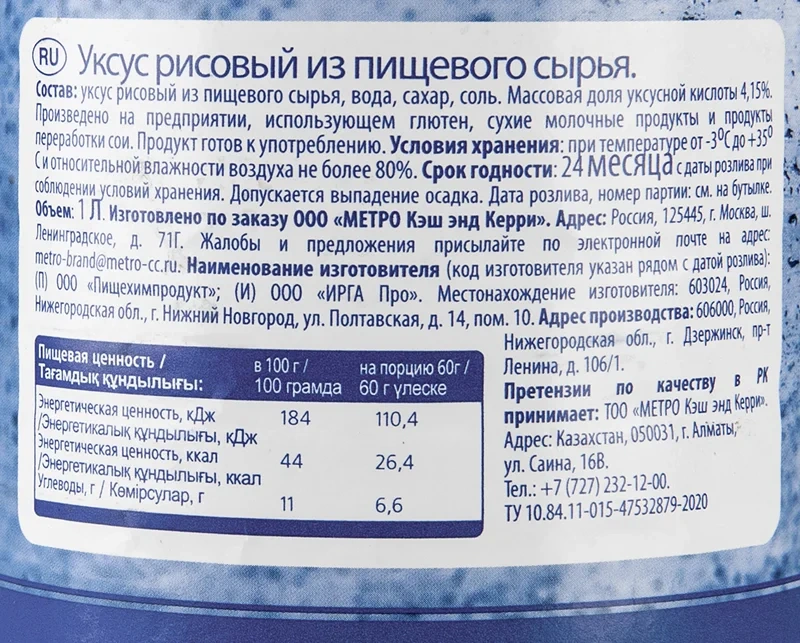 RU Уксус рисовый из пищевого сырья.
Состав: уксус рисовый из пищевого сырья, вода, сахар, соль. Массовая доля уксусной кислоты 4,15%.
Произведено на предприятии, использующем глютен, сухие молочные продукты и продукты
переработки сои. Продукт готов к употреблению. Условия хранения: при температуре от -3°С до +35°
С и относительной влажности воздуха не более 80%. Срок годности: 24 месяца с даты розлива при
соблюдении условий хранения. Допускается выпадение осадка. Дата розлива, номер партии: см. на бутылке.
Объем: 1 Л. Изготовлено по заказу ООО «МЕТРО Кэш энд Керри». Адрес: Россия, 125445, г. Москва, ш.
Ленинградское, д. 71Г. Жалобы и предложения присылайте по электронной почте на адрес:
metro-brand@metro-cc.ru. Наименование изготовителя (код изготовителя указан рядом с датой розлива):
(П) ООО «Пищехимпродукт»; (И) ООО «ИРГА Про». Местонахождение изготовителя: 603024, Россия,
Нижегородская обл., г. Нижний Новгород, ул. Полтавская, д. 14, пом. 10. Адрес производства: 606000, Россия,
Нижегородская обл., г. Дзержинск, пр-т
Ленина, д. 106/1.
Претензии по качеству в РК
принимает: ТОО «МЕТРО Кэш энд Керри».
Адрес: Казахстан, 050031, г. Алматы,
ул. Саина, 16В.
Тел.: +7 (727) 232-12-00.
ТУ 10.84.11-015-47532879-2020
Пищевая ценность / в 100 г / на порцию 60г /
Тағамдық құндылығы: 100 грамда 60 г үлеске
Энергетическая ценность, кДж 184 110,4
/Энергетикалық құндылығы, кДж
Энергетическая ценность, ккал 44 26,4
/Энергетикалық құндылығы, ккал
Углеводы, г / Көмірсулар, г 11 6,6